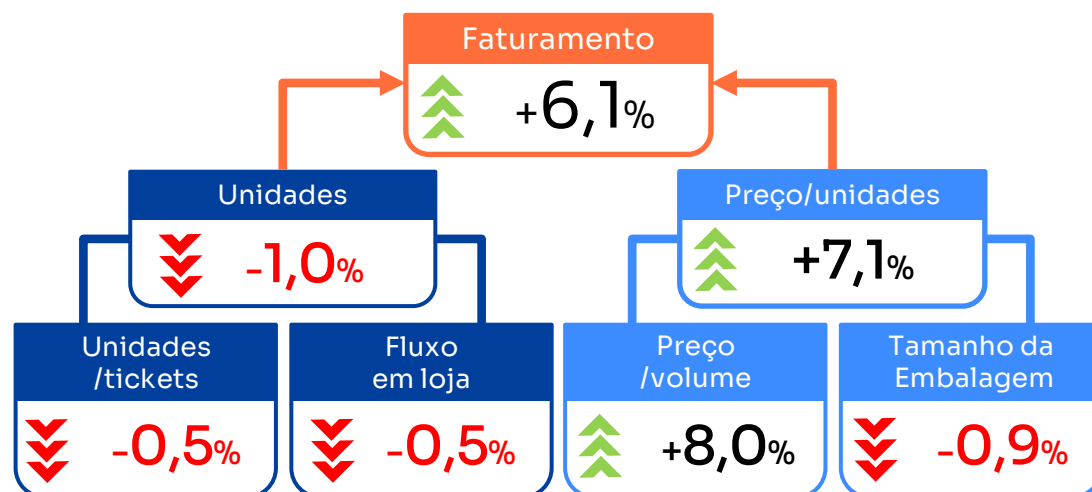 Faturamento
+6,1%
Unidades
-1,0%
Preço/unidades
+7,1%
Unidades
/tickets
-0,5%
Fluxo
em loja
-0,5%
Preço
/volume
+8,0%
Tamanho da
Embalagem
-0,9%